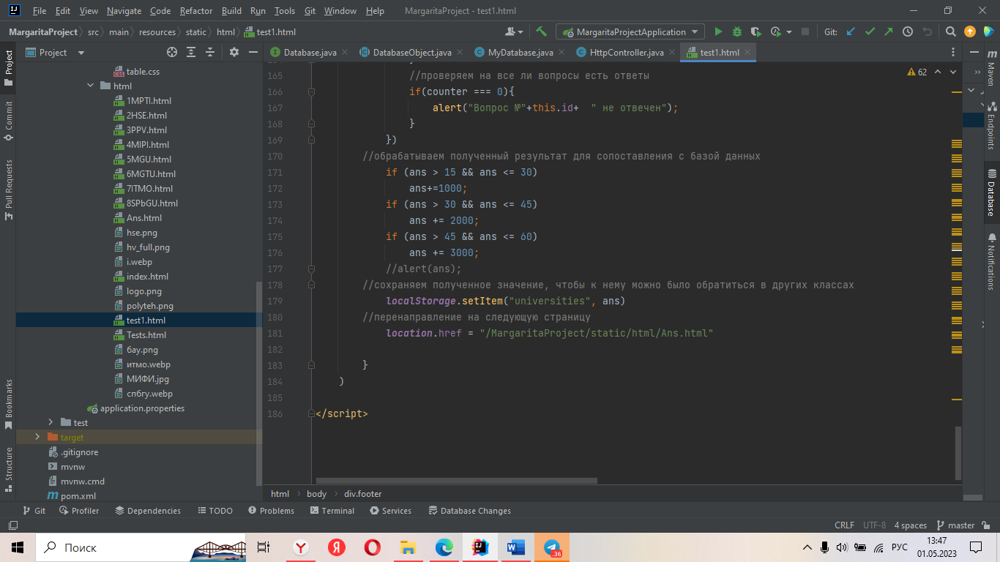 File Edit View Navigate Code Refactor Build Run Tools Git Window Help MargaritaProject - test1.html
MargaritaProject src main resources static html test1.html MargaritaProjectApplication Git:
Project Database.java DatabaseObject.java MyDatabase.java HttpController.java test1.html
Project
Commit
Pull Requests
Bookmarks
Structure
table.css
html
1MPTI.html
2HSE.html
3PPV.html
4MIPI.html
5MGU.html
6MGTU.html
7ITMO.html
8SPbGU.html
Ans.html
hse.png
hv_full.png
i.webp
index.html
logo.png
polyteh.png
test1.html
Tests.html
бау.png
итмо.webp
МИФИ.jpg
спбгу.webp
application.properties
test
target
.gitignore
mvnw
mvnw.cmd
pom.xml
62
165 //проверяем на все ли вопросы есть ответы
166 if(counter === 0){
167 alert("Вопрос №"+this.id+ " не отвечен");
168 }
169 })
170 //обрабатываем полученный результат для сопоставления с базой данных
171 if (ans > 15 && ans <= 30)
172 ans+=1000;
173 if (ans > 30 && ans <= 45)
174 ans += 2000;
175 if (ans > 45 && ans <= 60)
176 ans += 3000;
177 //alert(ans);
178 //сохраняем полученное значение, чтобы к нему можно было обратиться в других классах
179 localStorage.setItem("universities", ans)
180 //перенаправление на следующую страницу
181 location.href = "/MargaritaProject/static/html/Ans.html"
182
183 }
184 )
185
186 </script>
Maven
Endpoints
Database
Notifications
html body div.footer
Git Profiler Dependencies TODO Problems Terminal Services Database Changes
CRLF UTF-8 4 spaces master
Поиск
.36
РУС
13:47
01.05.2023